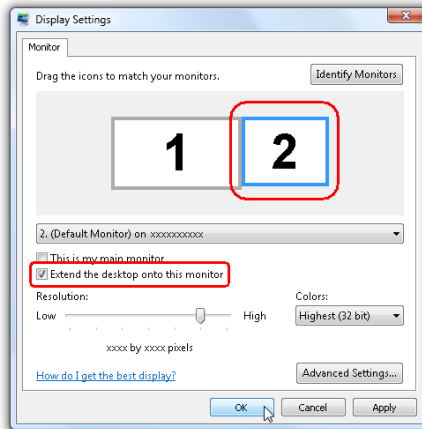 Display Settings
Monitor
Drag the icons to match your monitors.
Identify Monitors
1
2
2. (Default Monitor) on xxxxxxxxxx
This is my main monitor
Extend the desktop onto this monitor
Resolution:
Colors:
Low
High
Highest (32 bit)
xxxx by xxxx pixels
How do I get the best display?
Advanced Settings...
OK
Cancel
Apply